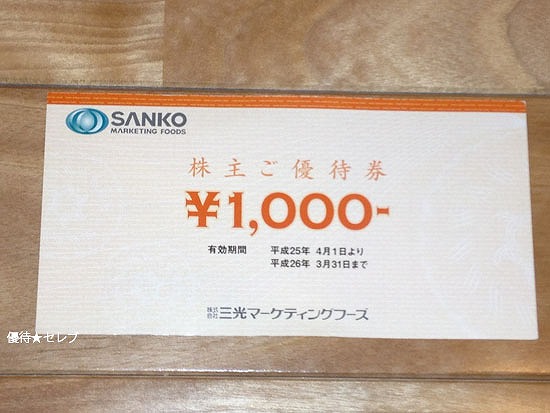 SANKO
MARKETING FOODS
株主ご優待券
¥1,000-
有効期間 平成25年 4月1日より
平成26年 3月31日まで
株式会社三光マーケティングフーズ
優待★セレブ